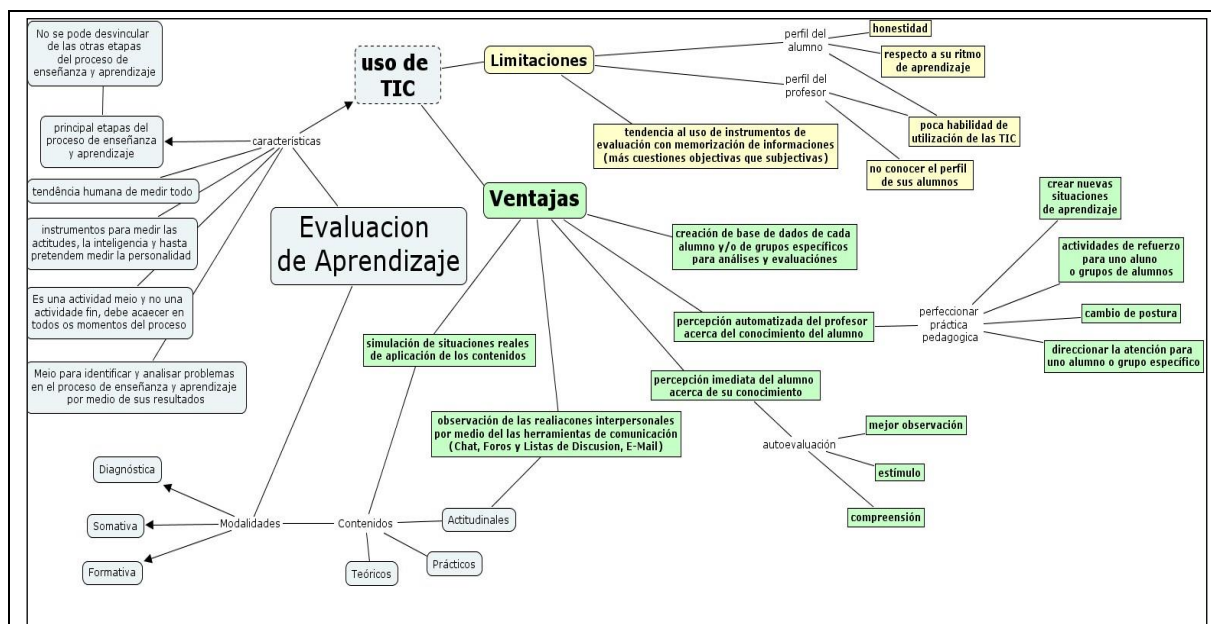 No se pode desvincular
de las otras etapas
del proceso de
enseñanza y aprendizaje
principal etapas del
proceso de enseñanza
y aprendizaje
características
tendência humana de medir todo
instrumentos para medir las
actitudes, la inteligencia y hasta
pretendem medir la personalidad
Es una actividad meio y no una
actividade fin, debe acaecer en
todos os momentos del proceso
Meio para identificar y analisar problemas
en el proceso de enseñanza y aprendizaje
por medio de sus resultados
uso de
TIC
Evaluacion
de Aprendizaje
Limitaciones
perfil del
alumno
honestidad
respecto a su ritmo
de aprendizaje
perfil del
profesor
poca habilidad de
utilización de las TIC
no conocer el perfil
de sus alumnos
tendencia al uso de instrumentos de
evaluación con memorización de informaciones
(más cuestiones objectivas que subjectivas)
Ventajas
creación de base de dados de cada
alumno y/o de grupos específicos
para análises y evaluaciónes
percepción automatizada del profesor
acerca del conocimiento del alumno
perfeccionar
práctica
pedagogica
crear nuevas
situaciones
de aprendizaje
actividades de refuerzo
para uno aluno
o grupos de alumnos
cambio de postura
direccionar la atención para
uno alumno o grupo específico
simulación de situaciones reales
de aplicación de los contenidos
percepción imediata del alumno
acerca de su conocimiento
autoevaluación
mejor observación
estímulo
compreensión
observación de las realiacones interpersonales
por medio del las herramientas de comunicación
(Chat, Foros y Listas de Discusion, E-Mail)
Diagnóstica
Somativa
Formativa
Modalidades
Contenidos
Actitudinales
Teóricos
Prácticos